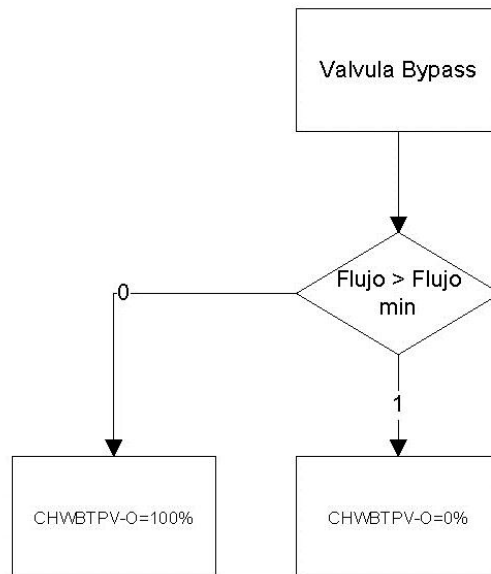 Valvula Bypass
Flujo > Flujo
min
0
1
CHWBTPV-O=100%
CHWBTPV-O=0%